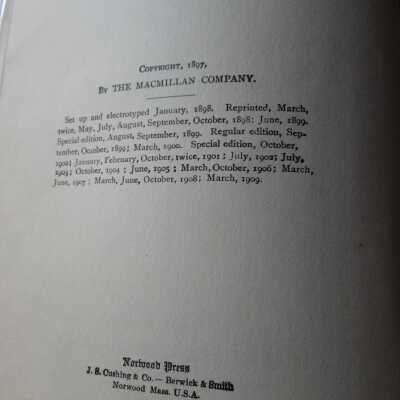 COPYRIGHT, 1897,
BY THE MACMILLAN COMPANY.
Set up and electrotyped January, 1898. Reprinted, March,
twice, May, July, August, September, October, 1898; June, 1899.
Special edition, August, September, 1899. Regular edition, Sep-
tember, October, 1899; March, 1900. Special edition, October,
1900; January, February, October, twice, 1901; July, 1902; July,
1903; October, 1904; June, 1905; March, October, 1906; March,
June, 1907; March, June, October, 1908; March, 1909.
Norwood Press
J. S. Cushing & Co. — Berwick & Smith
Norwood Mass. U.S.A.